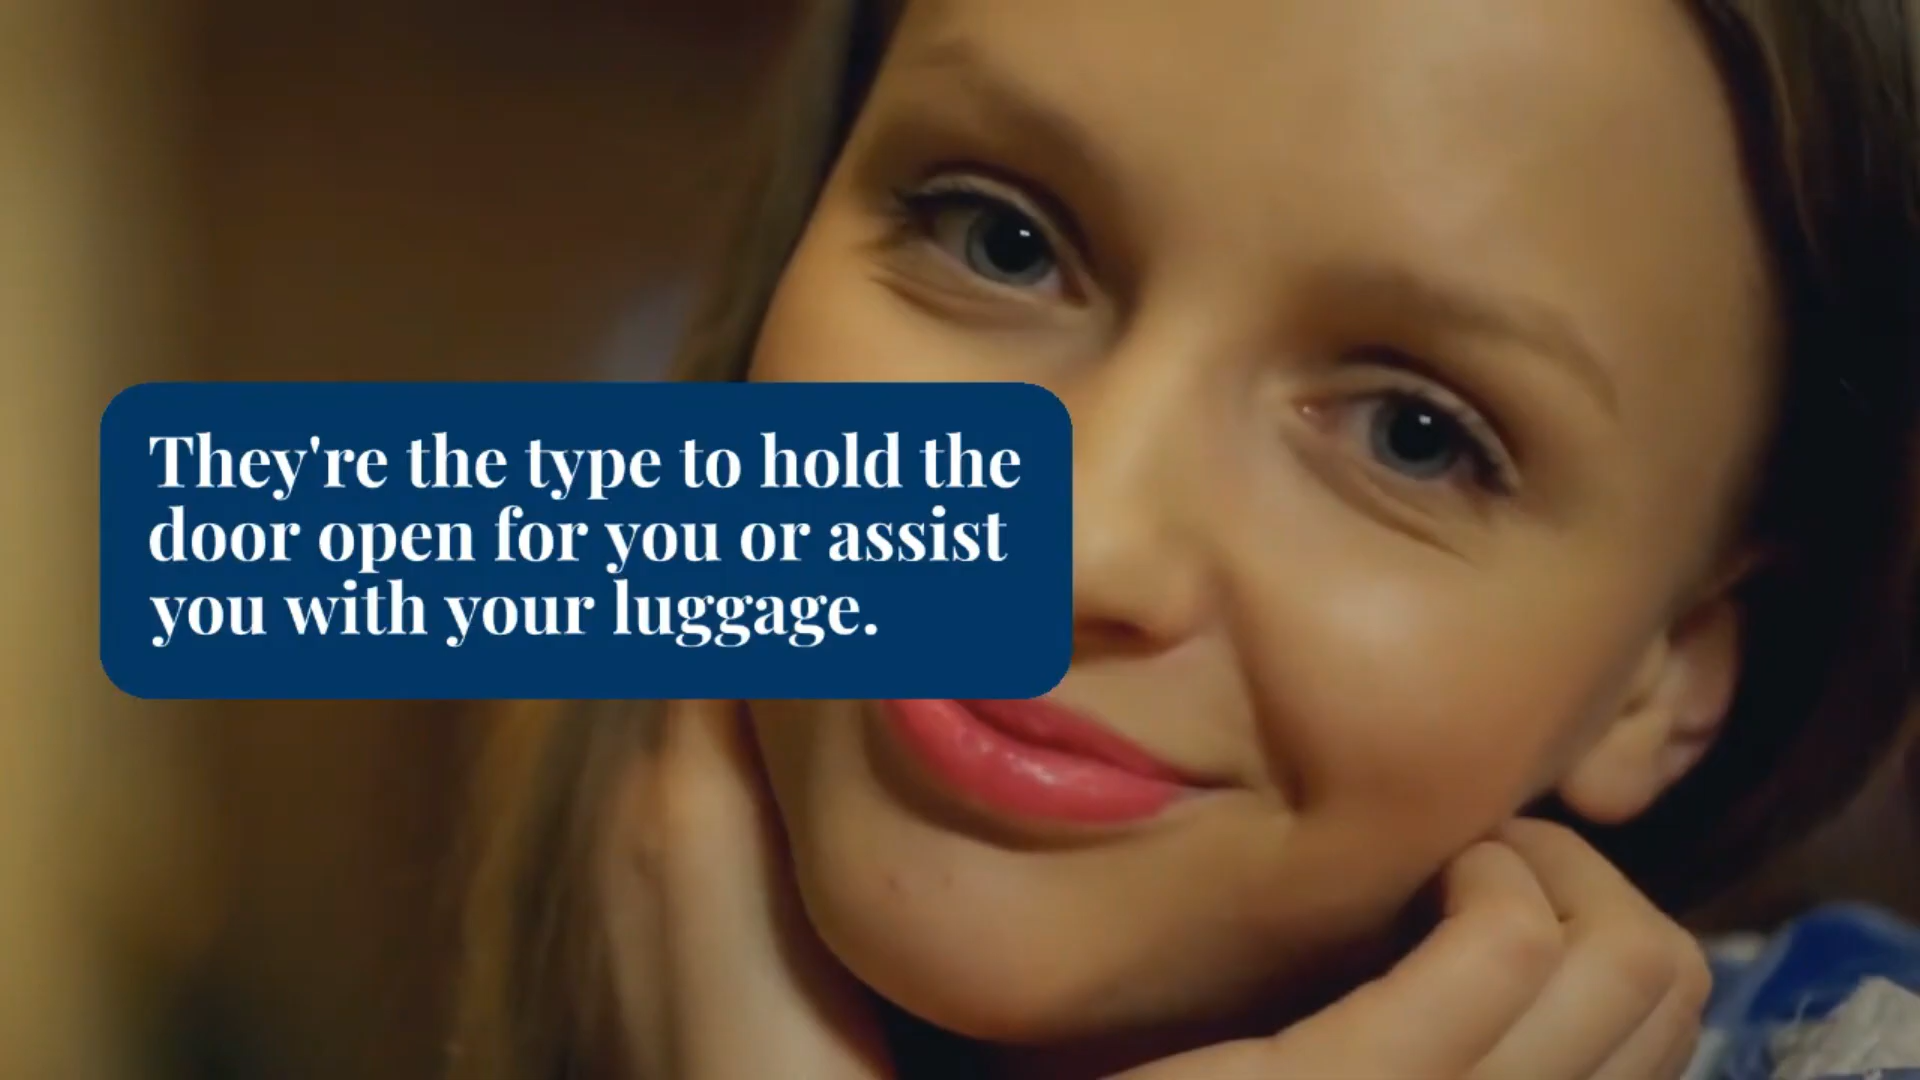 They're the type to hold the
door open for you or assist
you with your luggage.